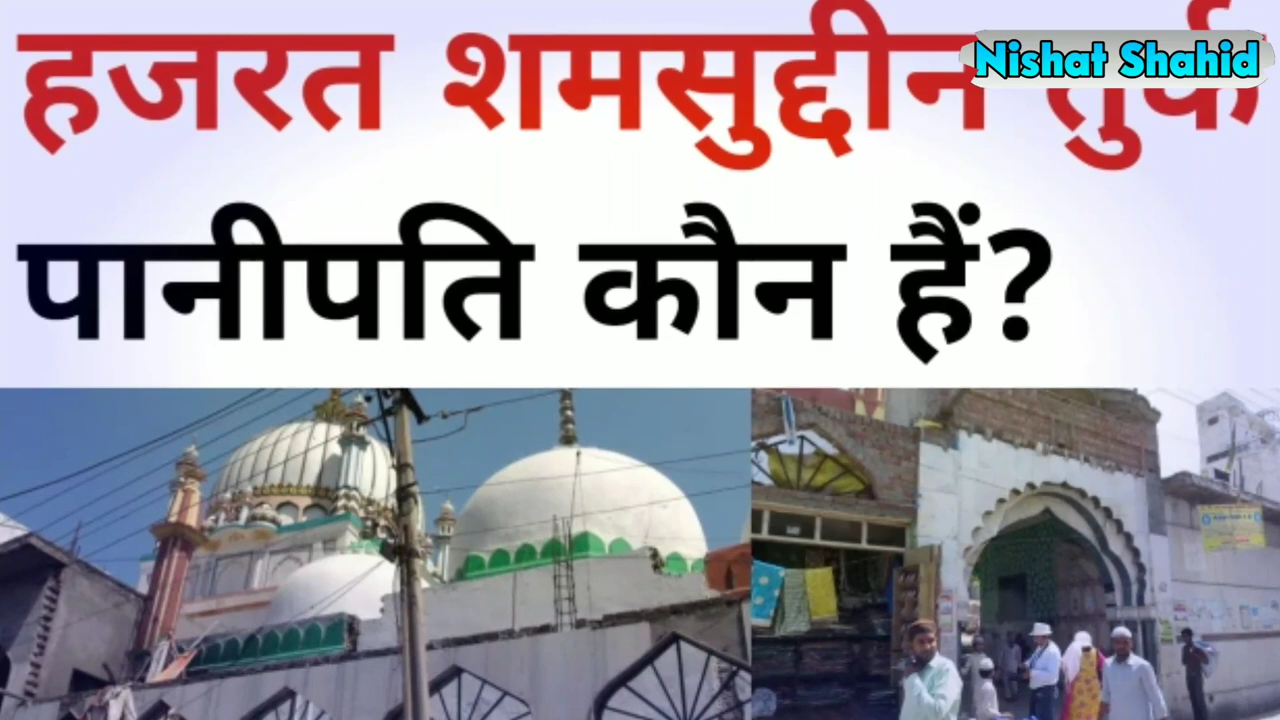 हजरत शमसुद्दीन तुर्क
Nishat Shahid
पानीपति कौन हैं?